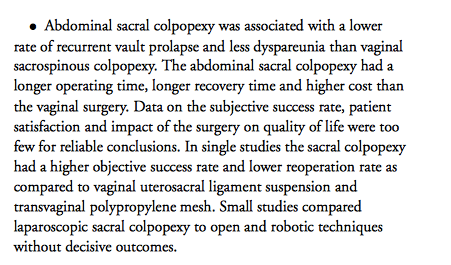 • Abdominal sacral colpopexy was associated with a lower
rate of recurrent vault prolapse and less dyspareunia than vaginal
sacrospinous colpopexy. The abdominal sacral colpopexy had a
longer operating time, longer recovery time and higher cost than
the vaginal surgery. Data on the subjective success rate, patient
satisfaction and impact of the surgery on quality of life were too
few for reliable conclusions. In single studies the sacral colpopexy
had a higher objective success rate and lower reoperation rate as
compared to vaginal uterosacral ligament suspension and
transvaginal polypropylene mesh. Small studies compared
laparoscopic sacral colpopexy to open and robotic techniques
without decisive outcomes.